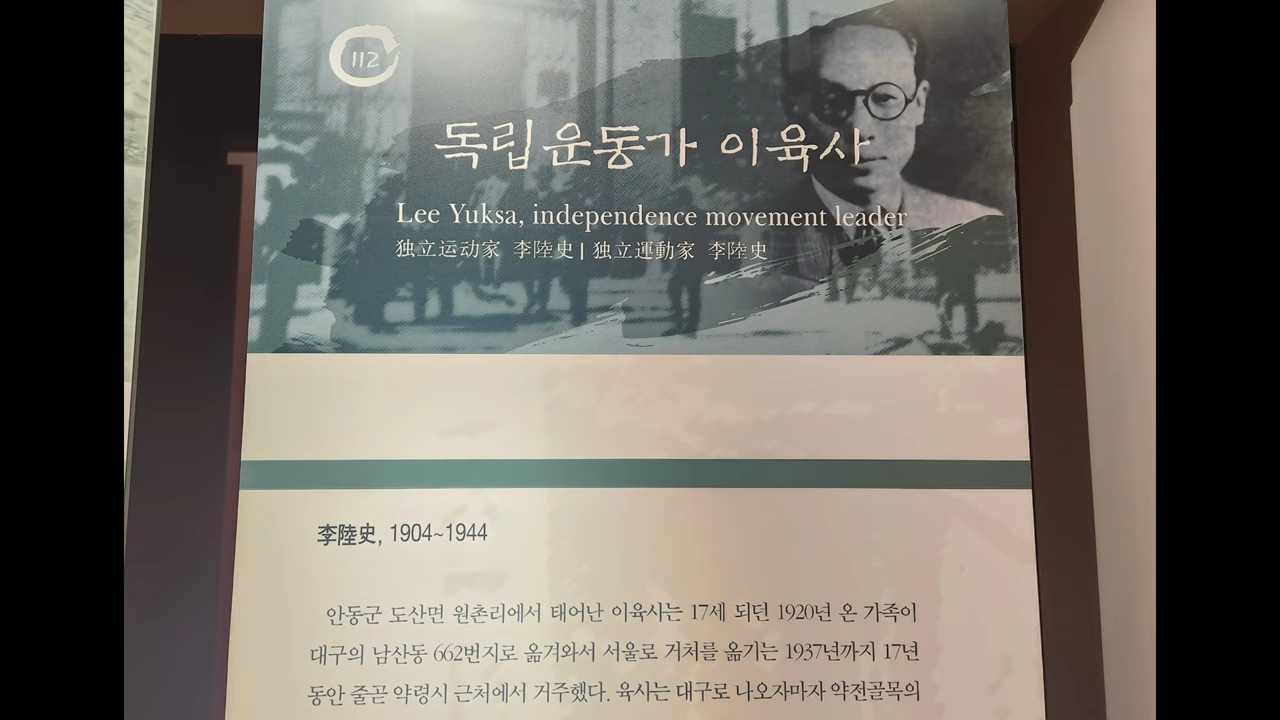 112
독립운동가 이육사
Lee Yuksa, independence movement leader
独立运动家 李陸史 | 独立運動家 李陸史
李陸史, 1904~1944
안동군 도산면 원촌리에서 태어난 이육사는 17세 되던 1920년 온 가족이
대구의 남산동 662번지로 옮겨와서 서울로 거처를 옮기는 1937년까지 17년
동안 줄곧 약령시 근처에서 거주했다. 육사는 대구로 나오자마자 약전골목의